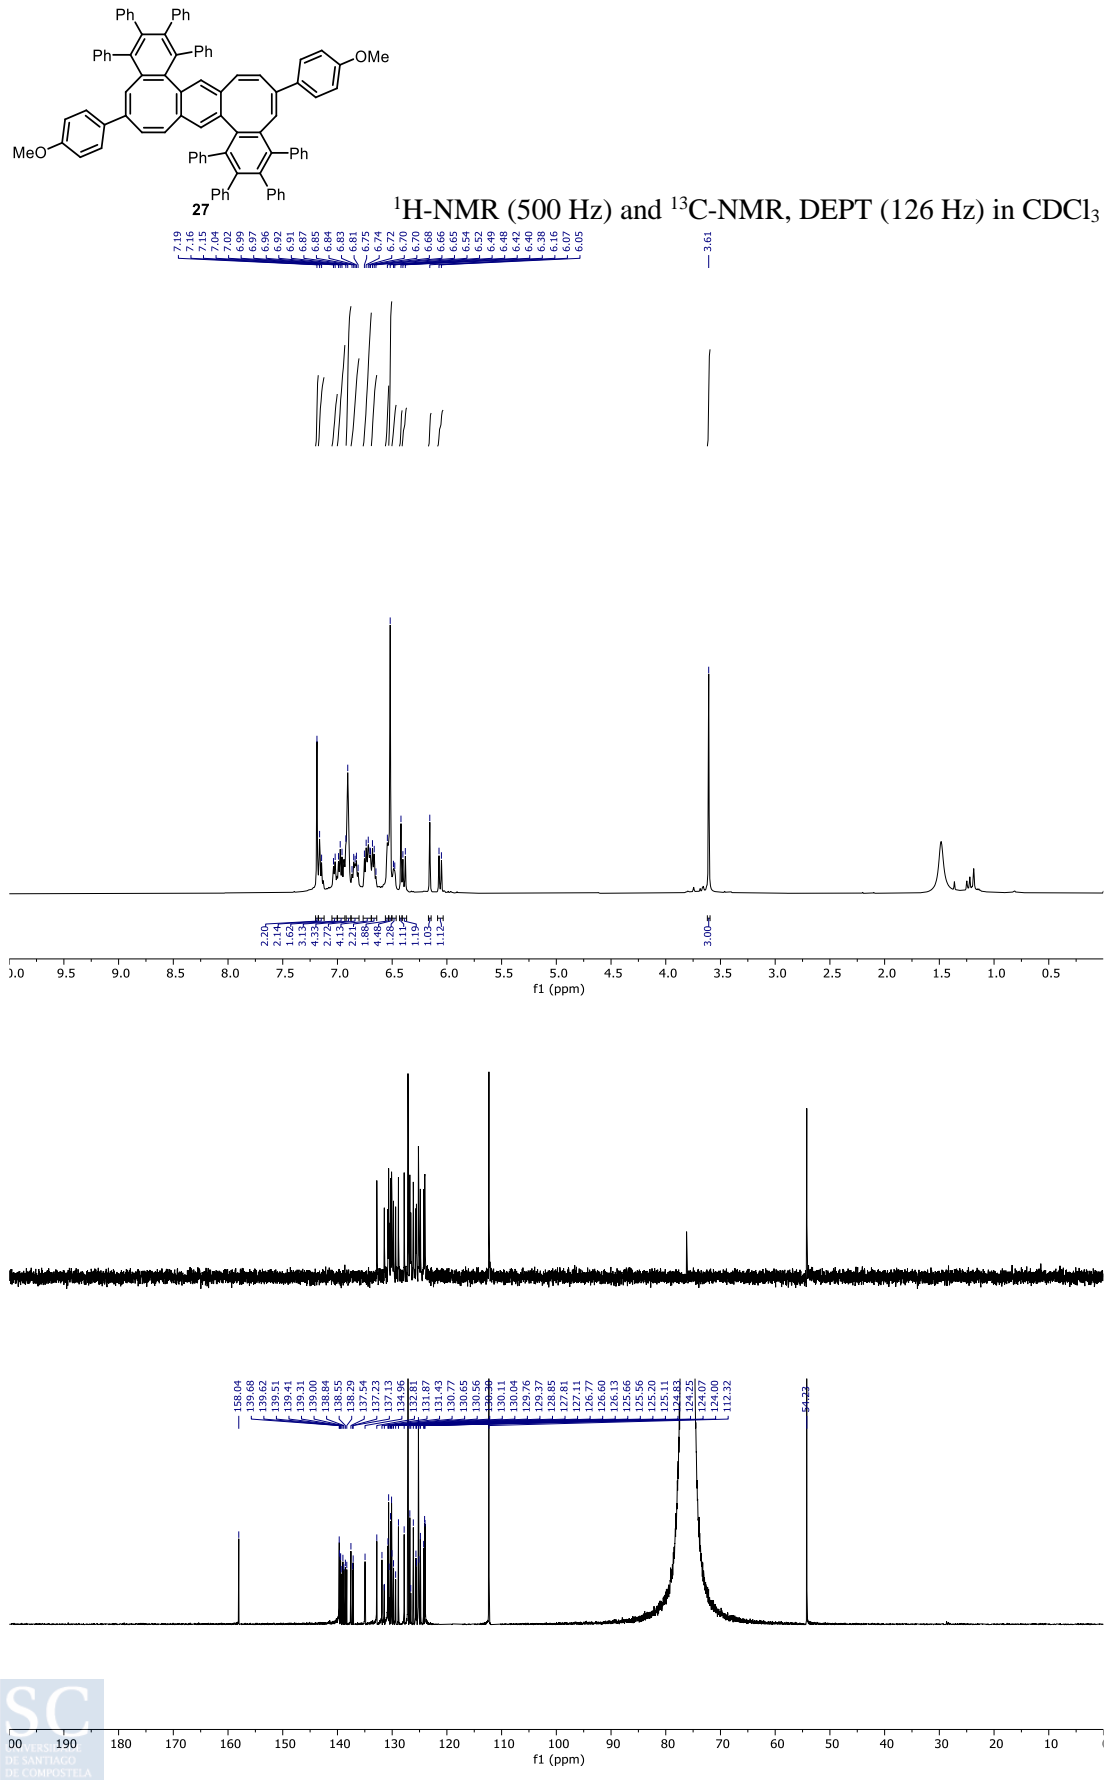 Ph Ph
Ph Ph
OMe
MeO
Ph Ph
Ph Ph
27
¹H-NMR (500 Hz) and ¹³C-NMR, DEPT (126 Hz) in CDCl₃
7.19 7.16 7.15 7.04 7.02 6.99 6.97 6.96 6.92 6.91 6.87 6.85 6.84 6.83 6.81 6.75 6.74 6.72 6.70 6.70 6.68 6.66 6.65 6.54 6.52 6.49 6.48 6.42 6.40 6.38 6.16 6.07 6.05 3.61
2.20 2.14 1.62 3.13 4.33 2.72 4.13 2.21 1.88 4.48 1.28 1.11 1.19 1.03 1.12 3.00
0.0 9.5 9.0 8.5 8.0 7.5 7.0 6.5 6.0 5.5 5.0 4.5 4.0 3.5 3.0 2.5 2.0 1.5 1.0 0.5
f1 (ppm)
158.04 139.68 139.62 139.51 139.41 139.31 139.00 138.84 138.55 138.29 137.54 137.23 137.13 134.96 132.81 131.87 131.43 130.77 130.65 130.56 130.11 130.04 129.76 129.37 128.85 127.81 127.11 126.77 126.60 126.13 125.66 125.56 125.20 125.11 124.83 124.25 124.07 124.00 112.32 54.23
00 190 180 170 160 150 140 130 120 110 100 90 80 70 60 50 40 30 20 10
f1 (ppm)
SC
UNIVERSIDADE
DE SANTIAGO
DE COMPOSTELA